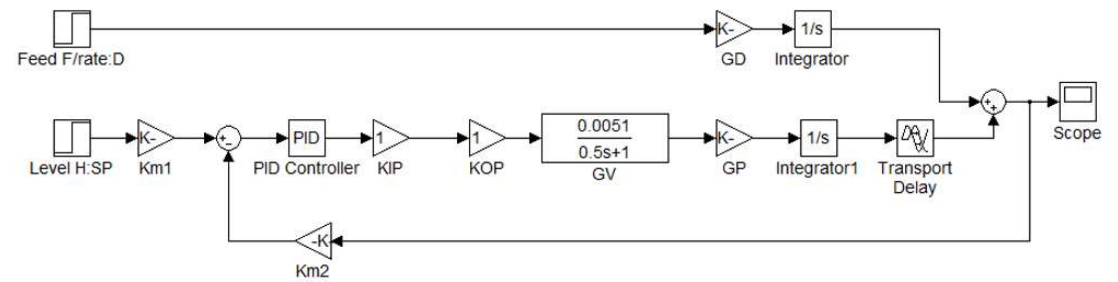 K-
1/s
Feed F/rate:D
GD
Integrator
+
+
Scope
K-
+
-
PID
1
1
0.0051
0.5s+1
K-
1/s
Level H:SP
Km1
PID Controller
KIP
KOP
GV
GP
Integrator1
Transport
Delay
-K
Km2